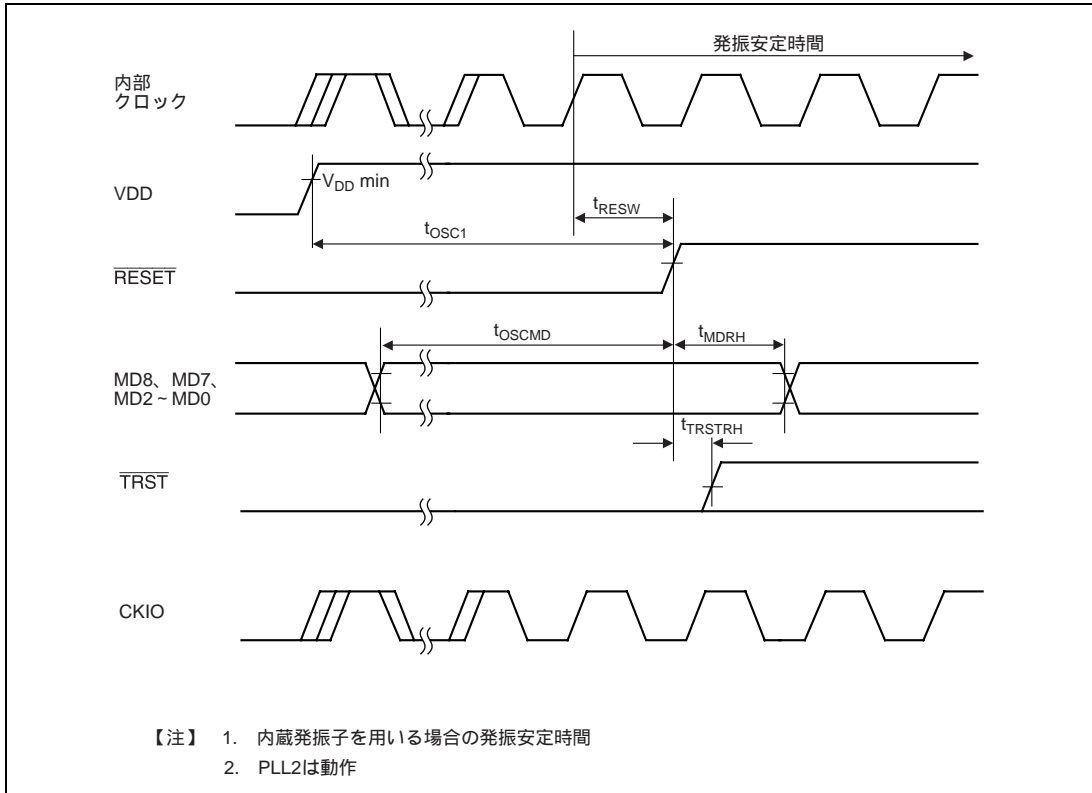 発振安定時間
内部
クロック
VDD
VDD min
tRESW
tOSC1
RESET
tOSCMD
tMDRH
MD8、MD7、
MD2～MD0
tTRSTRH
TRST
CKIO
【注】 1. 内蔵発振子を用いる場合の発振安定時間
2. PLL2は動作